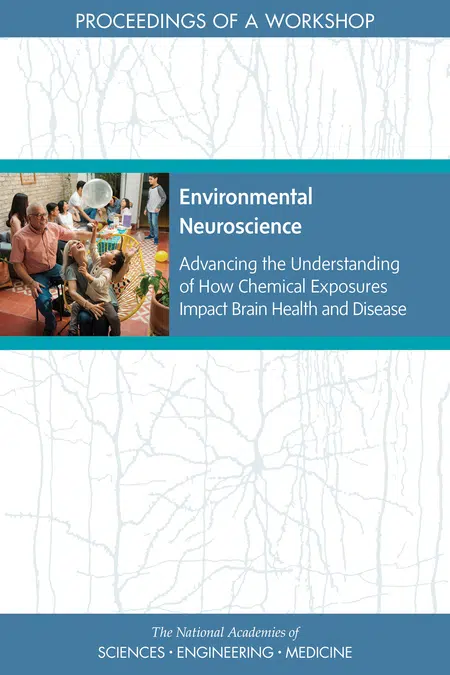 PROCEEDINGS OF A WORKSHOP
Environmental
Neuroscience
Advancing the Understanding
of How Chemical Exposures
Impact Brain Health and Disease
The National Academies of
SCIENCES • ENGINEERING • MEDICINE